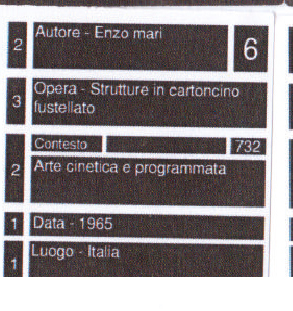 2 Autore - Enzo mari 6
3 Opera - Strutture in cartoncino
fustellato
Contesto 732
2 Arte cinetica e programmata
1 Data - 1965
1 Luogo - Italia